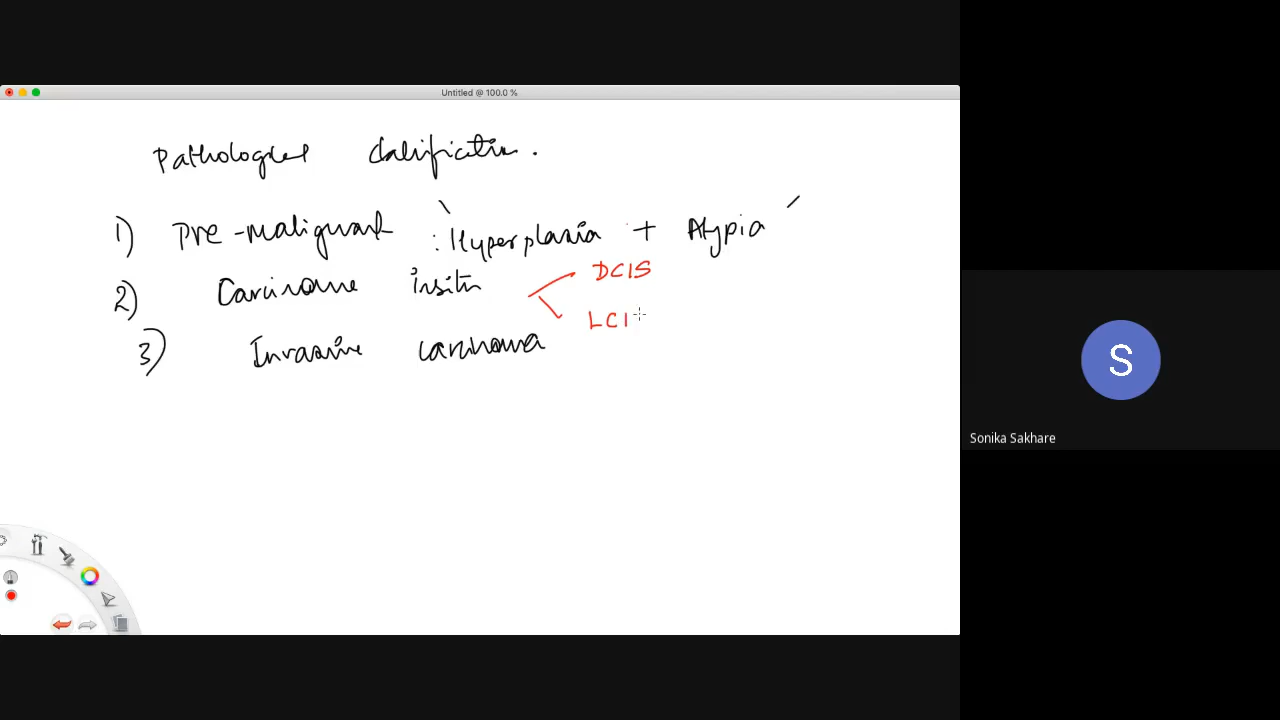 Untitled @ 100.0 %
Pathological classification.
1) Pre-malignant : Hyperplasia + Atypia
2) Carcinoma insitu
DCIS
LCI
3) Invasive carcinoma
S
Sonika Sakhare